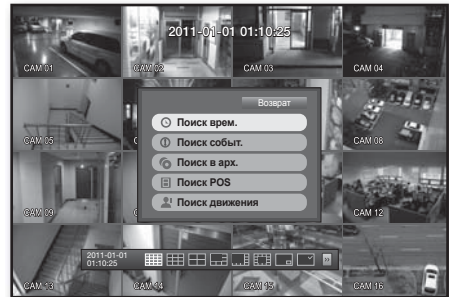 2011-01-01 01:10:25
CAM 01
CAM 02
CAM 03
CAM 04
Возврат
Поиск врем.
CAM 05
Поиск событ.
CAM 08
Поиск в арх.
Поиск POS
CAM 09
Поиск движения
CAM 12
2011-01-01
01:10:25
CAM 13
CAM 14
CAM 15
CAM 16